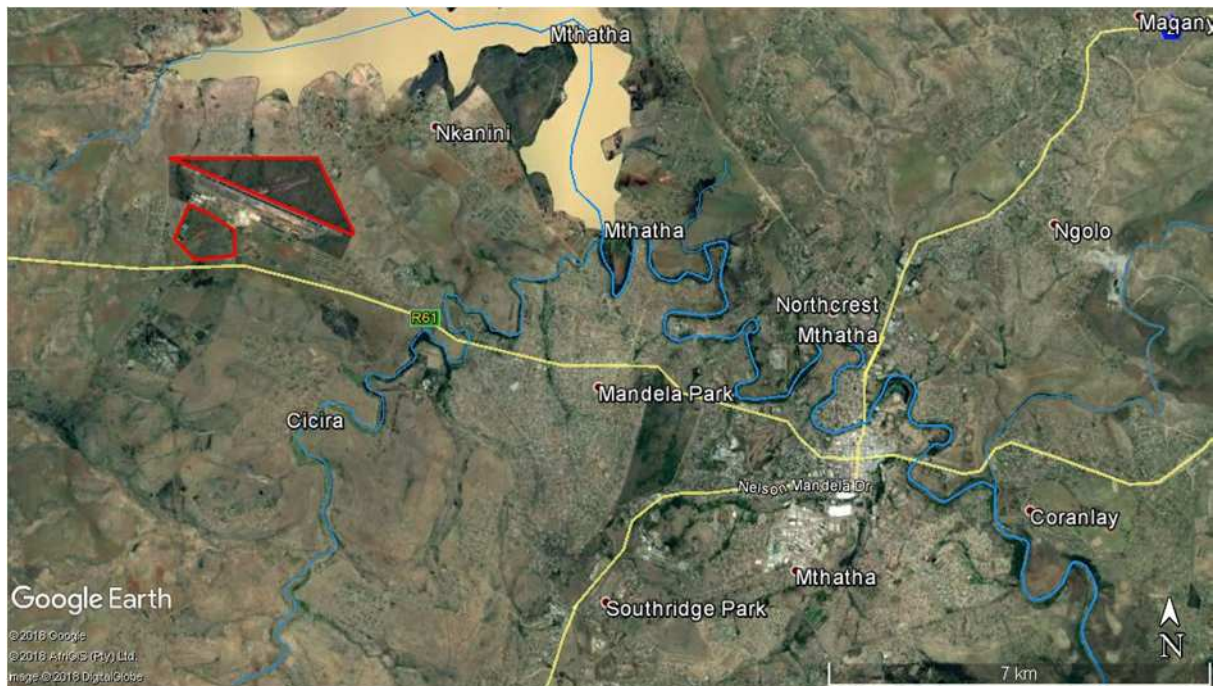 Mthatha
Maqany
Nkanini
Mthatha
Ngolo
Northcrest
Mthatha
R61
Mandela Park
Cicira
Nelson Mandela Dr
Coranlay
Mthatha
Southridge Park
Google Earth
©2018 Google
©2018 AfriGIS (Pty) Ltd.
Image ©2018 DigitalGlobe
N
7 km